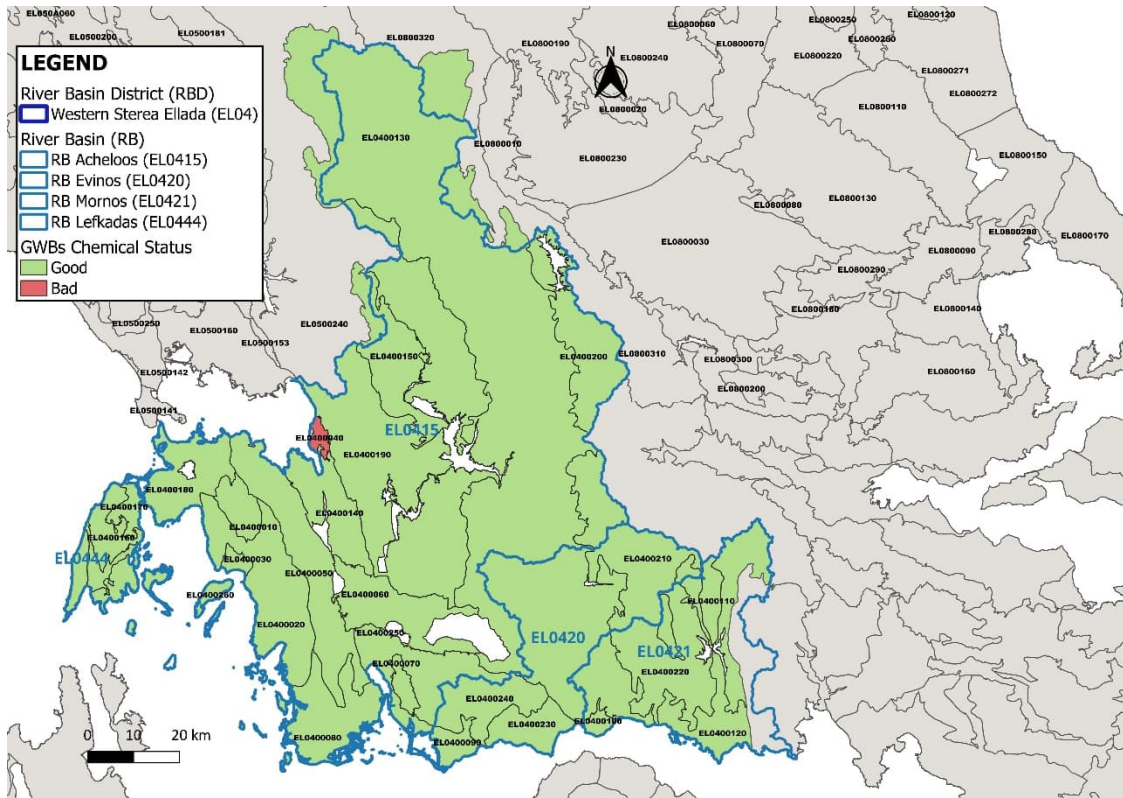 EL050A060
EL0500200
EL0500181
EL0800320
EL0800190
EL0800060
EL0800240
EL0800070
EL0800250
EL0800120
EL0800260
EL0800220
EL0800271
EL0800272
EL0800110
N
EL0800020
LEGEND
River Basin District (RBD)
Western Sterea Ellada (EL04)
River Basin (RB)
RB Acheloos (EL0415)
RB Evinos (EL0420)
RB Mornos (EL0421)
RB Lefkadas (EL0444)
GWBs Chemical Status
Good
Bad
EL0400130
EL0800010
EL0800230
EL0800150
EL0800080
EL0800130
EL0800030
EL0800280
EL0800170
EL0800090
EL0800290
EL0800180
EL0800140
EL0500250
EL0500160
EL0500240
EL0500153
EL0500142
EL0500141
EL0400150
EL0400200
EL0800310
EL0800300
EL0800200
EL0800160
EL0400040
EL0415
EL0400190
EL0400180
EL0400170
EL0400160
EL0444
EL0400010
EL0400140
EL0400030
EL0400050
EL0400060
EL0400260
EL0400020
EL0400250
EL0400070
EL0400210
EL0400110
EL0420
EL0421
EL0400220
EL0400240
EL0400230
EL0400100
EL0400120
EL0400080
EL0400090
0 10 20 km